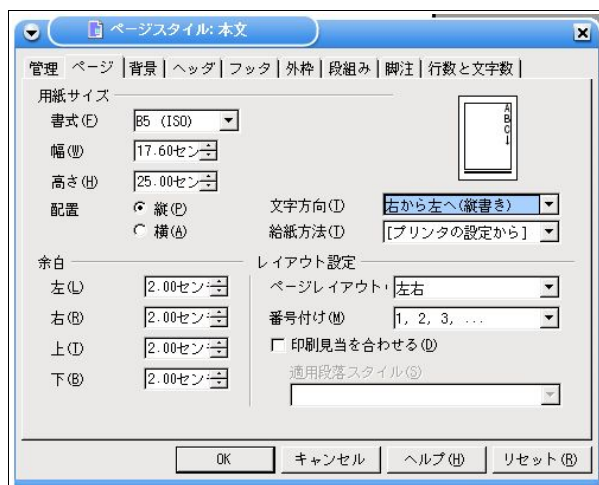 ページスタイル: 本文
管理 ページ 背景 ヘッダ フッタ 外枠 段組み 脚注 行数と文字数
用紙サイズ
書式(F) B5 (ISO)
幅(W) 17.60セン
高さ(H) 25.00セン
配置 縦(P) 文字方向(T) 右から左へ(縦書き)
横(A) 給紙方法(T) [プリンタの設定から]
A
B
C
余白 レイアウト設定
左(L) 2.00セン ページレイアウト 左右
右(R) 2.00セン 番号付け(M) 1, 2, 3, ...
上(T) 2.00セン 印刷見当を合わせる(D)
下(B) 2.00セン 適用段落スタイル(S)
OK キャンセル ヘルプ(H) リセット(R)